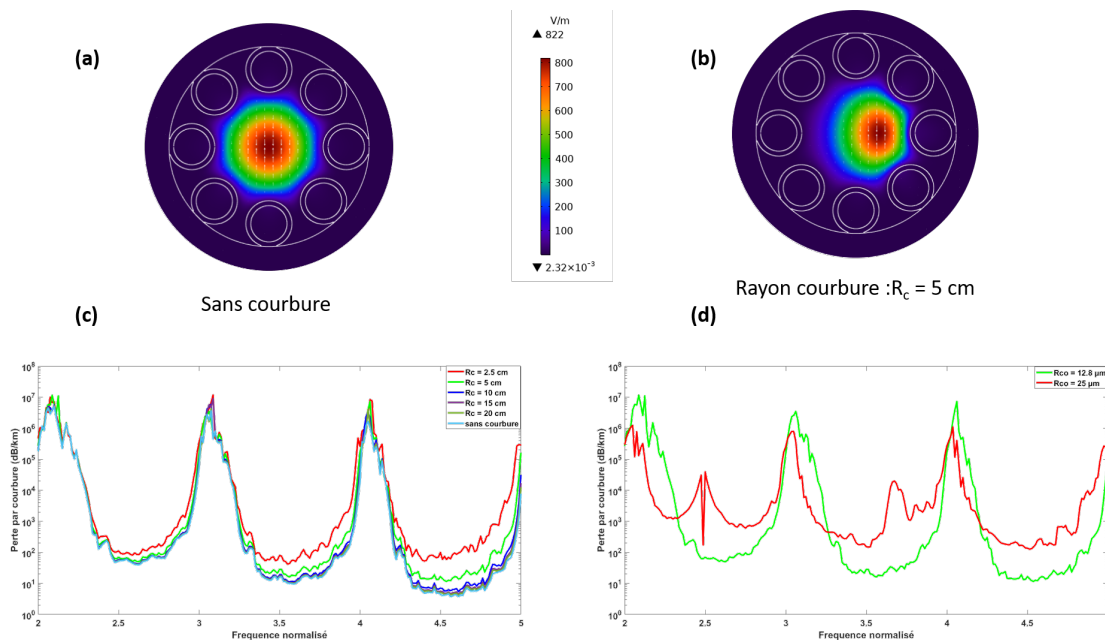 (a)
V/m
▲ 822
800
700
600
500
400
300
200
100
▼ 2.32×10⁻³
(b)
Sans courbure
Rayon courbure :Rc = 5 cm
(c)
10⁸
10⁷
10⁶
10⁵
10⁴
10³
10²
10¹
10⁰
Perte par courbure (dB/km)
2
2.5
3
3.5
4
4.5
5
Frequence normalisé
Rc = 2.5 cm
Rc = 5 cm
Rc = 10 cm
Rc = 15 cm
Rc = 20 cm
sans courbure
(d)
10⁸
10⁷
10⁶
10⁵
10⁴
10³
10²
10¹
10⁰
Perte par courbure (dB/km)
2
2.5
3
3.5
4
4.5
Frequence normalisé
Rco = 12.8 µm
Rco = 25 µm